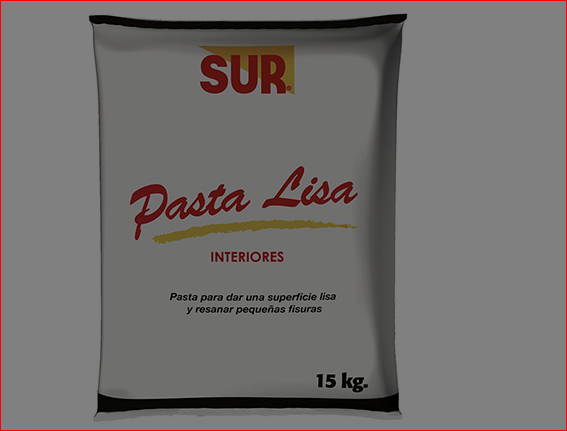 SUR®
Pasta Lisa
INTERIORES
Pasta para dar una superficie lisa
y resanar pequeñas fisuras
15 kg.